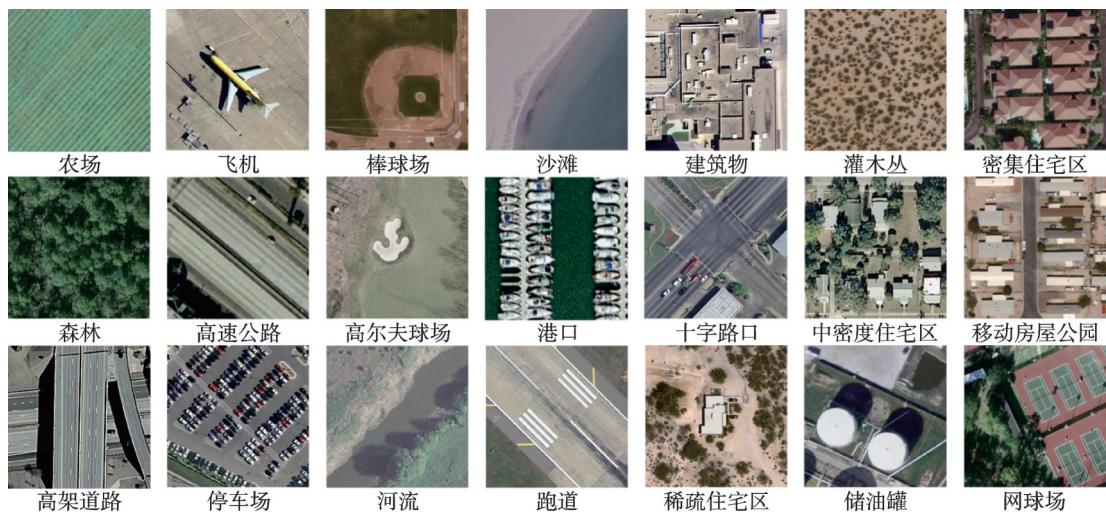 农场 飞机 棒球场 沙滩 建筑物 灌木丛 密集住宅区
森林 高速公路 高尔夫球场 港口 十字路口 中密度住宅区 移动房屋公园
高架道路 停车场 河流 跑道 稀疏住宅区 储油罐 网球场